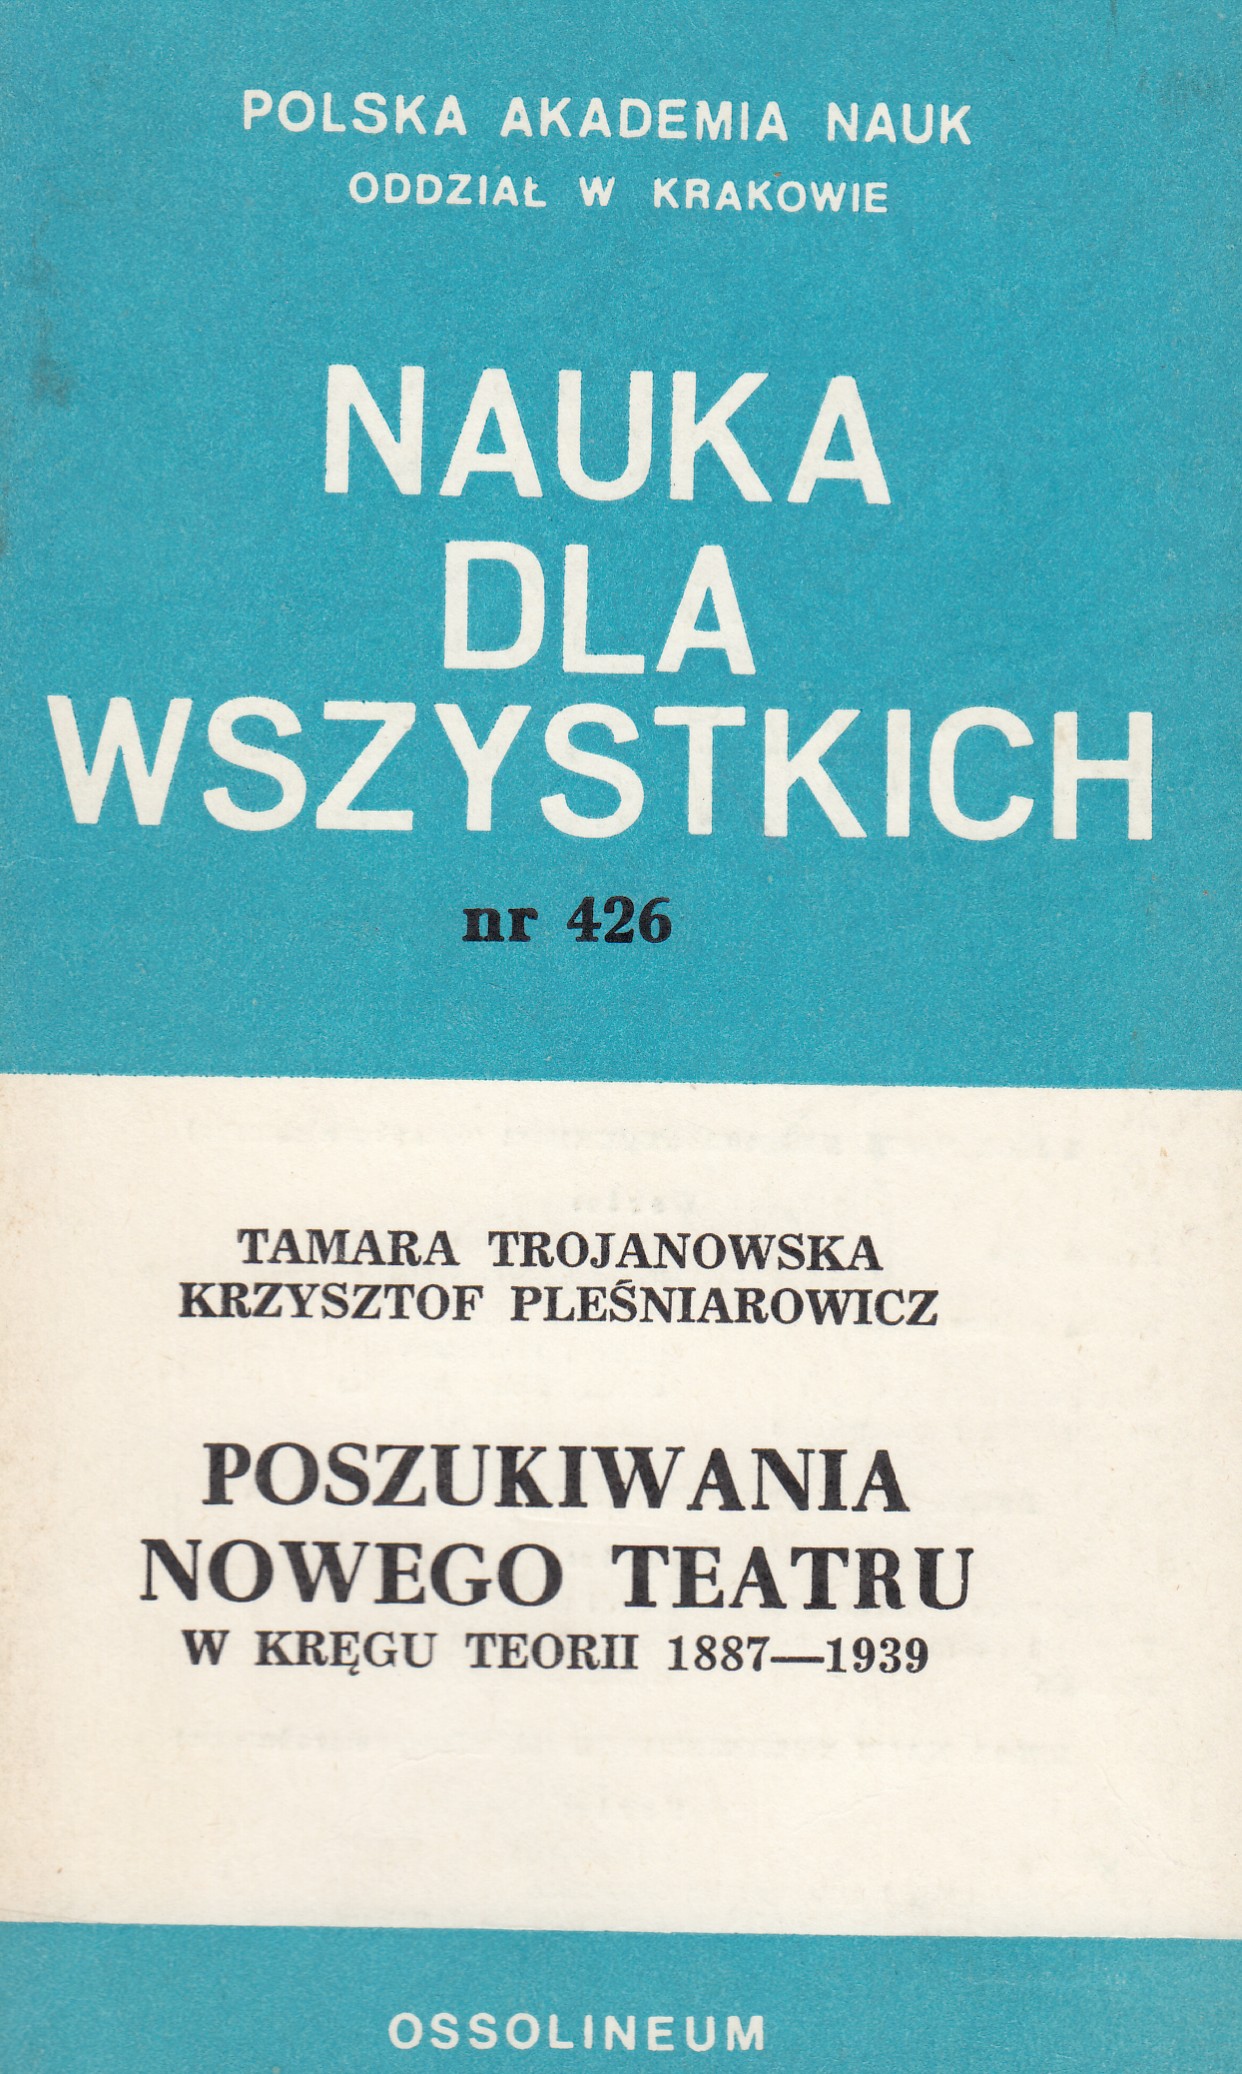 POLSKA AKADEMIA NAUK
ODDZIAŁ W KRAKOWIE
NAUKA
DLA
WSZYSTKICH
nr 426
TAMARA TROJANOWSKA
KRZYSZTOF PLEŚNIAROWICZ
POSZUKIWANIA
NOWEGO TEATRU
W KRĘGU TEORII 1887—1939
OSSOLINEUM